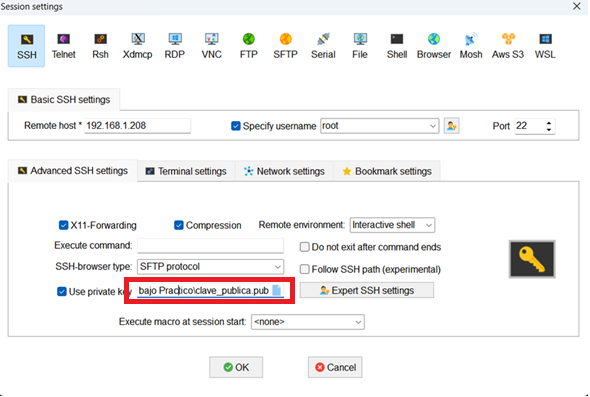 Session settings
SSH Telnet Rsh Xdmcp RDP VNC FTP SFTP Serial File Shell Browser Mosh Aws S3 WSL
Basic SSH settings
Remote host * 192.168.1.208 Specify username root Port 22
Advanced SSH settings Terminal settings Network settings Bookmark settings
X11-Forwarding Compression Remote environment: Interactive shell
Execute command: Do not exit after command ends
SSH-browser type: SFTP protocol Follow SSH path (experimental)
Use private key bajo Practico\clave_publica.pub Expert SSH settings
Execute macro at session start: <none>
OK Cancel